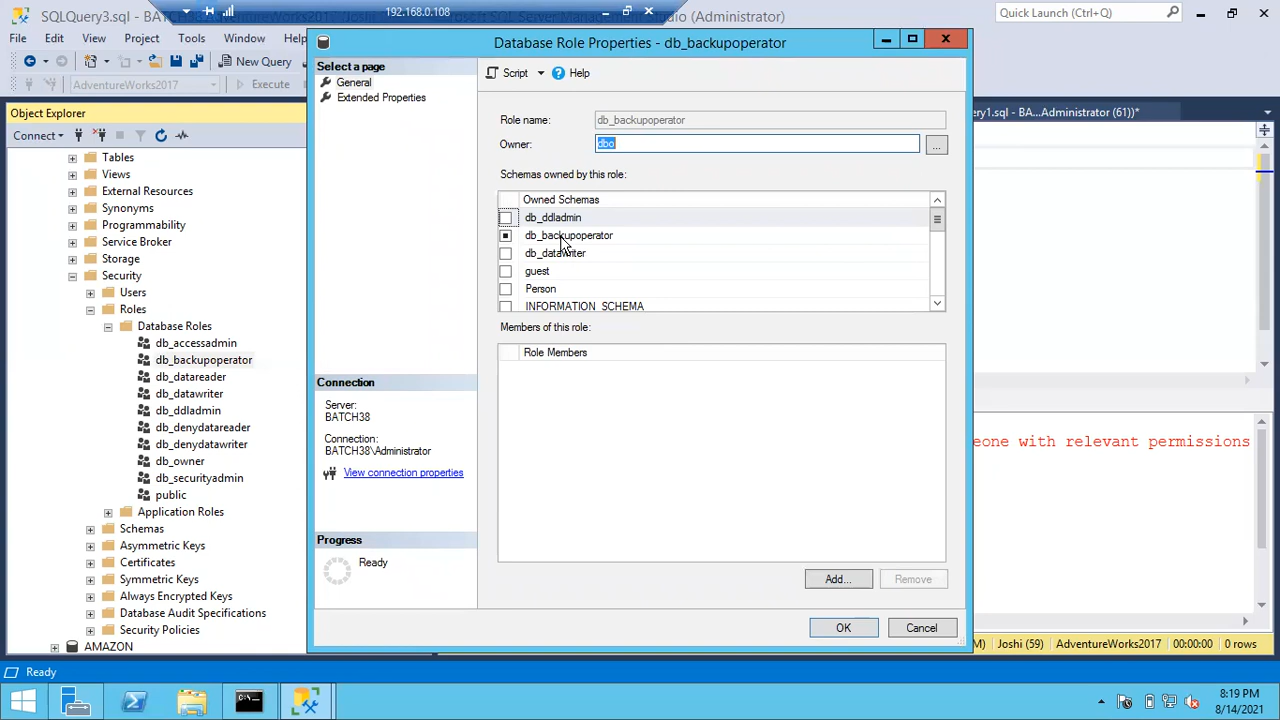 SQLQuery3.sql - BATCH38.AdventureWorks2017 (Joshi
192.168.0.108
Studio (Administrator)
Quick Launch (Ctrl+Q)
File Edit View Project Tools Window
New Query
AdventureWorks2017
Execute
Object Explorer
Connect
Tables
Views
External Resources
Synonyms
Programmability
Service Broker
Storage
Security
Users
Roles
Database Roles
db_accessadmin
db_backupoperator
db_datareader
db_datawriter
db_ddladmin
db_denydatareader
db_denydatawriter
db_owner
db_securityadmin
public
Application Roles
Schemas
Asymmetric Keys
Certificates
Symmetric Keys
Always Encrypted Keys
Database Audit Specifications
Security Policies
AMAZON
Database Role Properties - db_backupoperator
Select a page
General
Extended Properties
Connection
Server:
BATCH38
Connection:
BATCH38\Administrator
View connection properties
Progress
Ready
Script
Help
Role name: db_backupoperator
Owner: dbo
...
Schemas owned by this role:
Owned Schemas
db_ddladmin
db_backupoperator
db_datawriter
guest
Person
INFORMATION_SCHEMA
Members of this role:
Role Members
Add... Remove
OK Cancel
ery1.sql - BA...Administrator (61))*
eone with relevant permissions
M) Joshi (59) AdventureWorks2017 00:00:00 0 rows
Ready
8:19 PM
8/14/2021